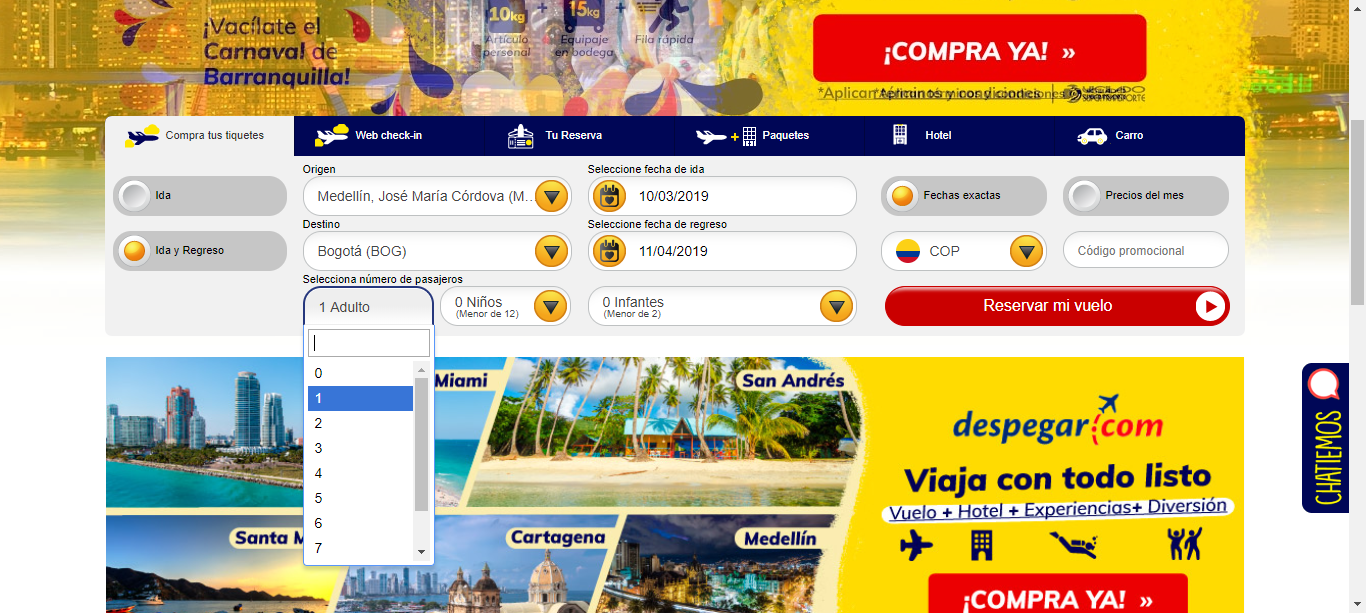 ¡Vacílate el
Carnaval de
Barranquilla!
10kg + 15kg +
Artículo
personal
Equipaje
en bodega
Fila rápida
¡COMPRA YA! »
Compra tus tiquetes
Web check-in
Tu Reserva
+
Paquetes
Hotel
Carro
Ida
Ida y Regreso
Origen
Medellín, José María Córdova (M...
Destino
Bogotá (BOG)
Selecciona número de pasajeros
1 Adulto
0 Niños
(Menor de 12)
0 Infantes
(Menor de 2)
Seleccione fecha de ida
10/03/2019
Seleccione fecha de regreso
11/04/2019
Fechas exactas
Precios del mes
COP
Código promocional
Reservar mi vuelo
0
1
2
3
4
5
6
7
Miami
San Andrés
Santa M
Cartagena
Medellín
despegar.com
Viaja con todo listo
Vuelo + Hotel + Experiencias+ Diversión
¡COMPRA YA! »
CHATIEMOS